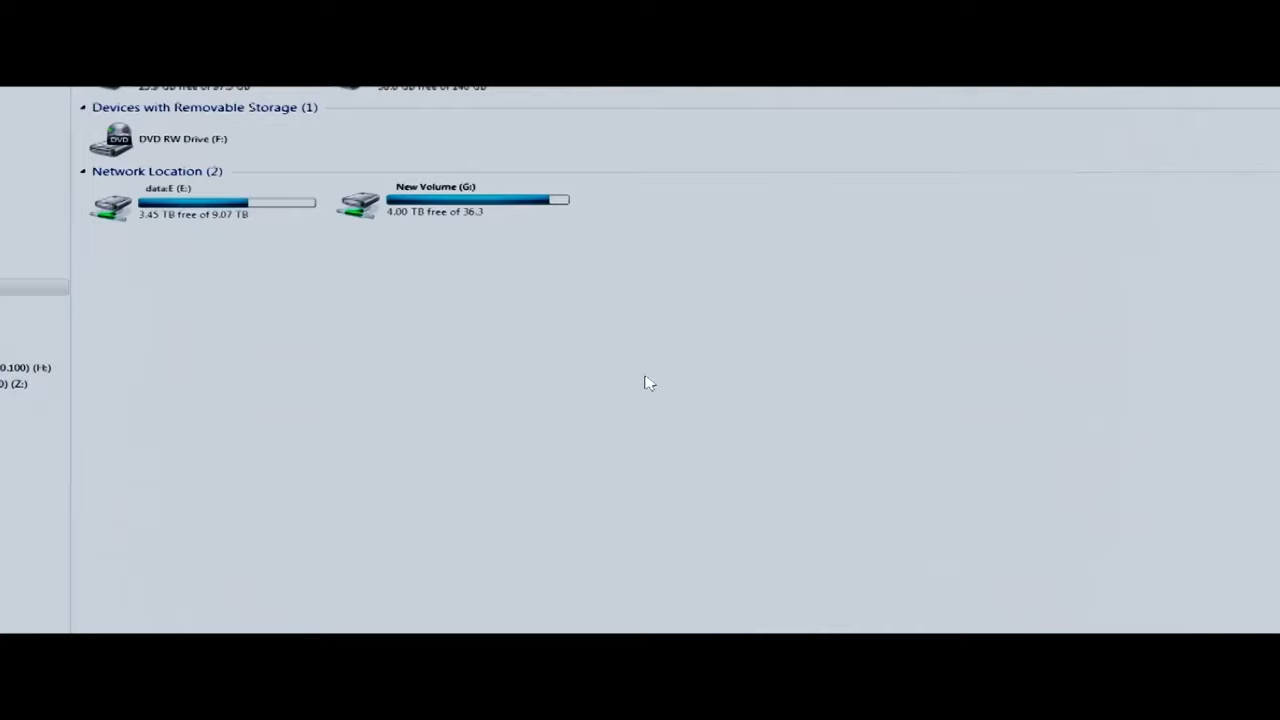 Devices with Removable Storage (1)
DVD RW Drive (F:)
Network Location (2)
data:E (E:)
3.45 TB free of 9.07 TB
New Volume (G:)
4.00 TB free of 36.3
0.100) (H:)
0) (Z:)